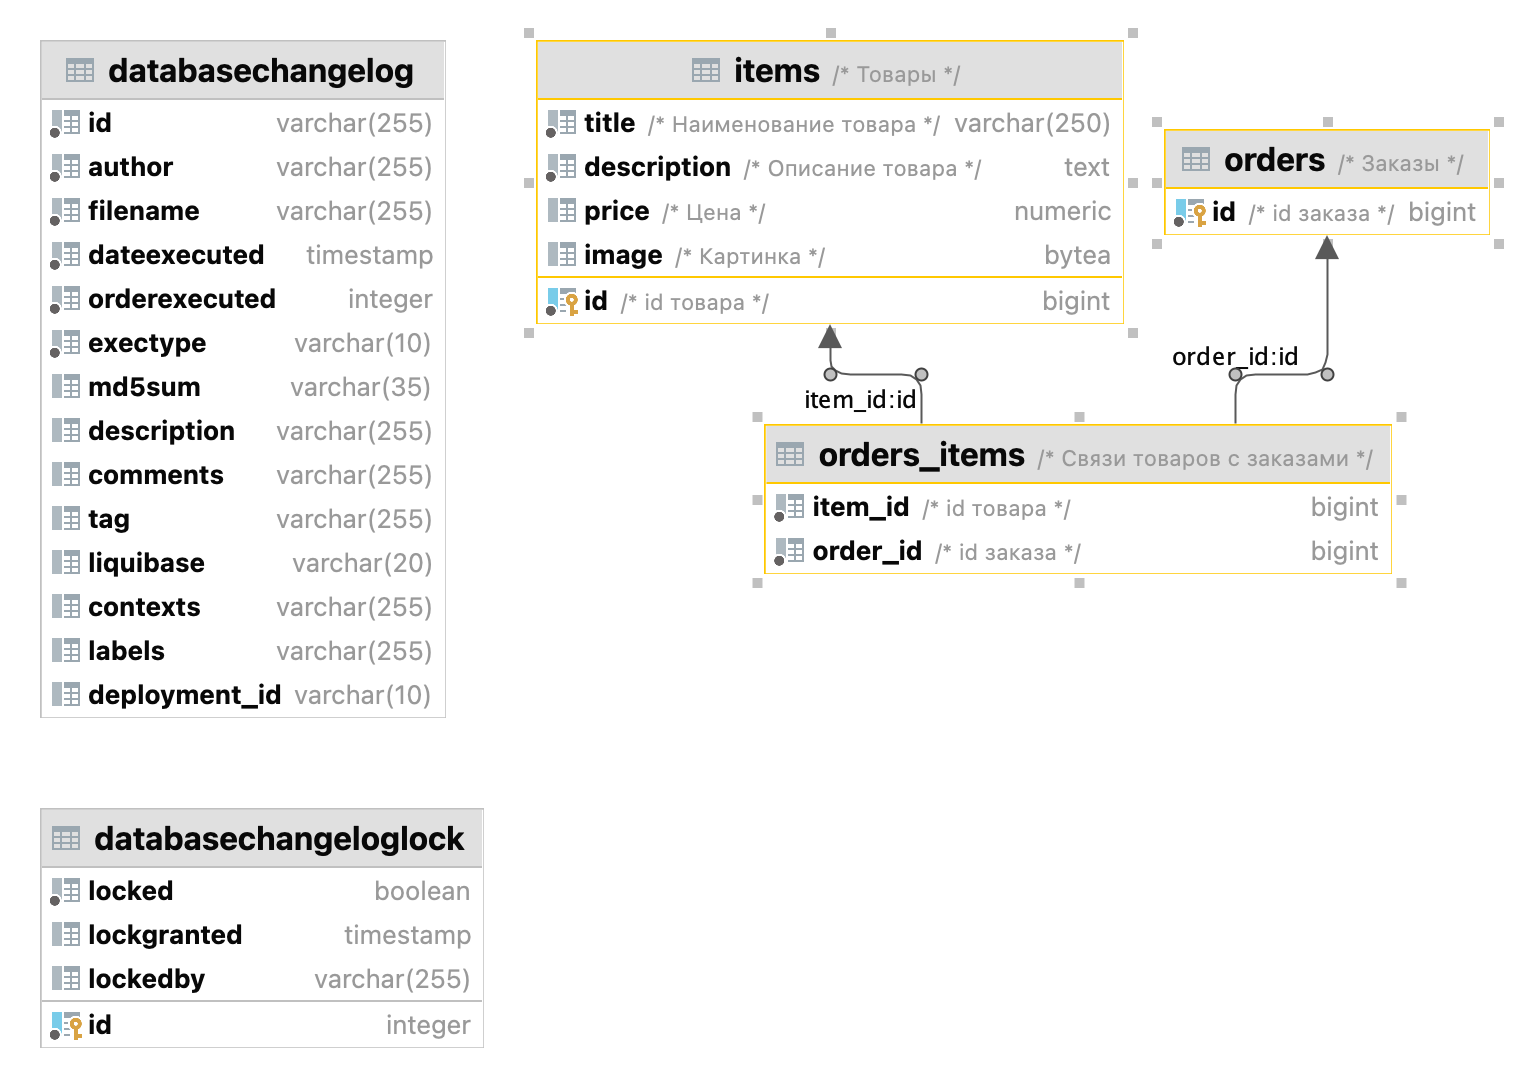 databasechangelog
id varchar(255)
author varchar(255)
filename varchar(255)
dateexecuted timestamp
orderexecuted integer
exectype varchar(10)
md5sum varchar(35)
description varchar(255)
comments varchar(255)
tag varchar(255)
liquibase varchar(20)
contexts varchar(255)
labels varchar(255)
deployment_id varchar(10)
items /* Товары */
title /* Наименование товара */ varchar(250)
description /* Описание товара */ text
price /* Цена */ numeric
image /* Картинка */ bytea
id /* id товара */ bigint
orders /* Заказы */
id /* id заказа */ bigint
order_id:id
item_id:id
orders_items /* Связи товаров с заказами */
item_id /* id товара */ bigint
order_id /* id заказа */ bigint
databasechangeloglock
locked boolean
lockgranted timestamp
lockedby varchar(255)
id integer